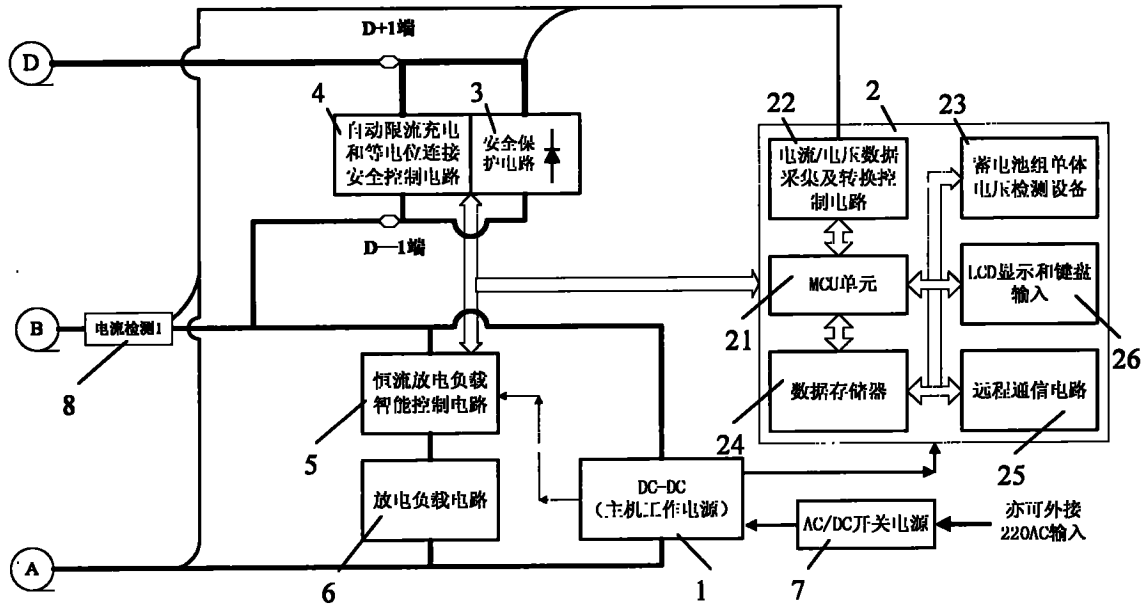 D+1端
D
4
3
自动限流充电
和等电位连接
安全控制电路
安全保
护电路
D—1端
22
2
23
电流/电压数据
采集及转换控
制电路
蓄电池组单体
电压检测设备
MCU单元
LCD显示和键盘
输入
21
26
B
电流检测1
8
恒流放电负载
智能控制电路
5
数据存储器
远程通信电路
24
25
放电负载电路
6
DC-DC
(主机工作电源)
1
AC/DC开关电源
7
亦可外接
220AC输入
A